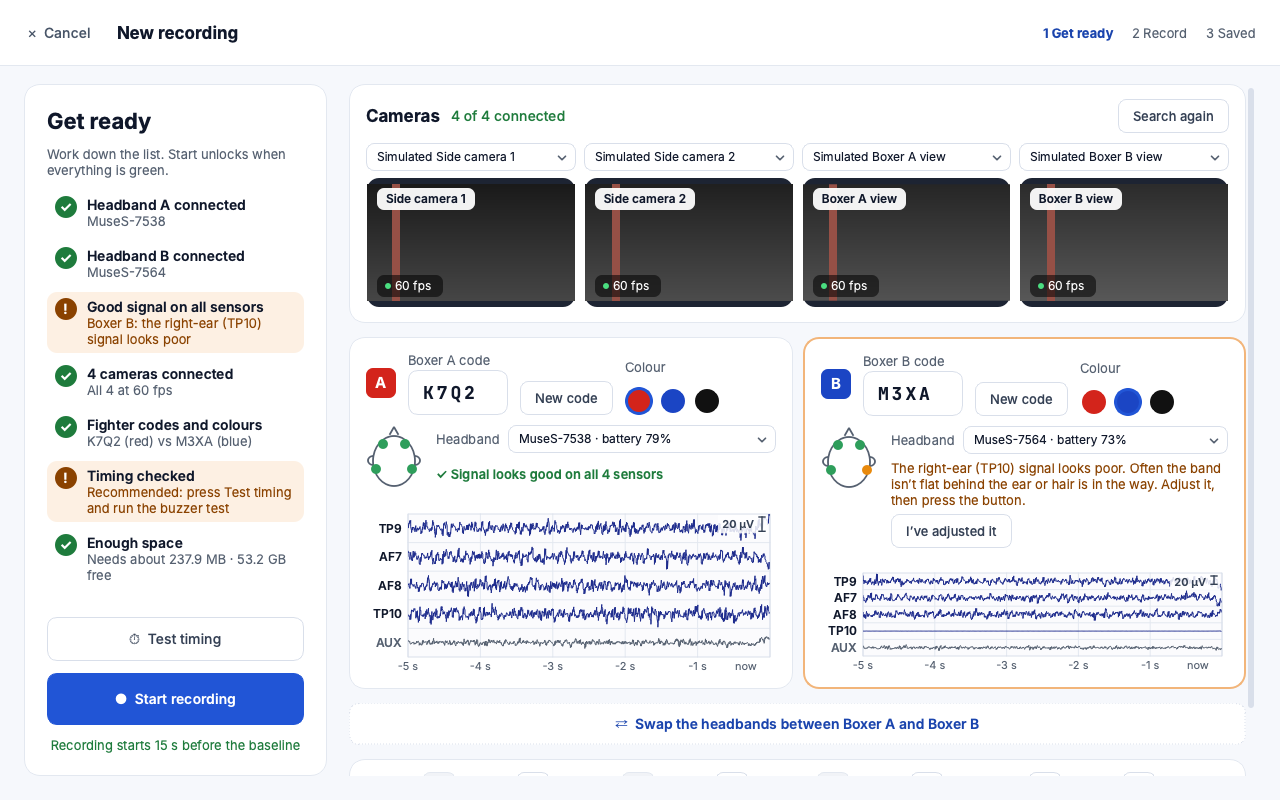 × Cancel
New recording
1 Get ready
2 Record
3 Saved
Get ready
Work down the list. Start unlocks when
everything is green.
Headband A connected
MuseS-7538
Headband B connected
MuseS-7564
!
Good signal on all sensors
Boxer B: the right-ear (TP10)
signal looks poor
4 cameras connected
All 4 at 60 fps
Fighter codes and colours
K7Q2 (red) vs M3XA (blue)
!
Timing checked
Recommended: press Test timing
and run the buzzer test
Enough space
Needs about 237.9 MB · 53.2 GB
free
Test timing
Start recording
Recording starts 15 s before the baseline
Cameras
4 of 4 connected
Search again
Simulated Side camera 1
Simulated Side camera 2
Simulated Boxer A view
Simulated Boxer B view
Side camera 1
Side camera 2
Boxer A view
Boxer B view
60 fps
60 fps
60 fps
60 fps
A
Boxer A code
K7Q2
New code
Colour
Headband
MuseS-7538 · battery 79%
✓ Signal looks good on all 4 sensors
20 µV
TP9
AF7
AF8
TP10
AUX
-5 s
-4 s
-3 s
-2 s
-1 s
now
B
Boxer B code
M3XA
New code
Colour
Headband
MuseS-7564 · battery 73%
The right-ear (TP10) signal looks poor. Often the band
isn’t flat behind the ear or hair is in the way. Adjust it,
then press the button.
I’ve adjusted it
20 µV
TP9
AF7
AF8
TP10
AUX
-5 s
-4 s
-3 s
-2 s
-1 s
now
⇄ Swap the headbands between Boxer A and Boxer B